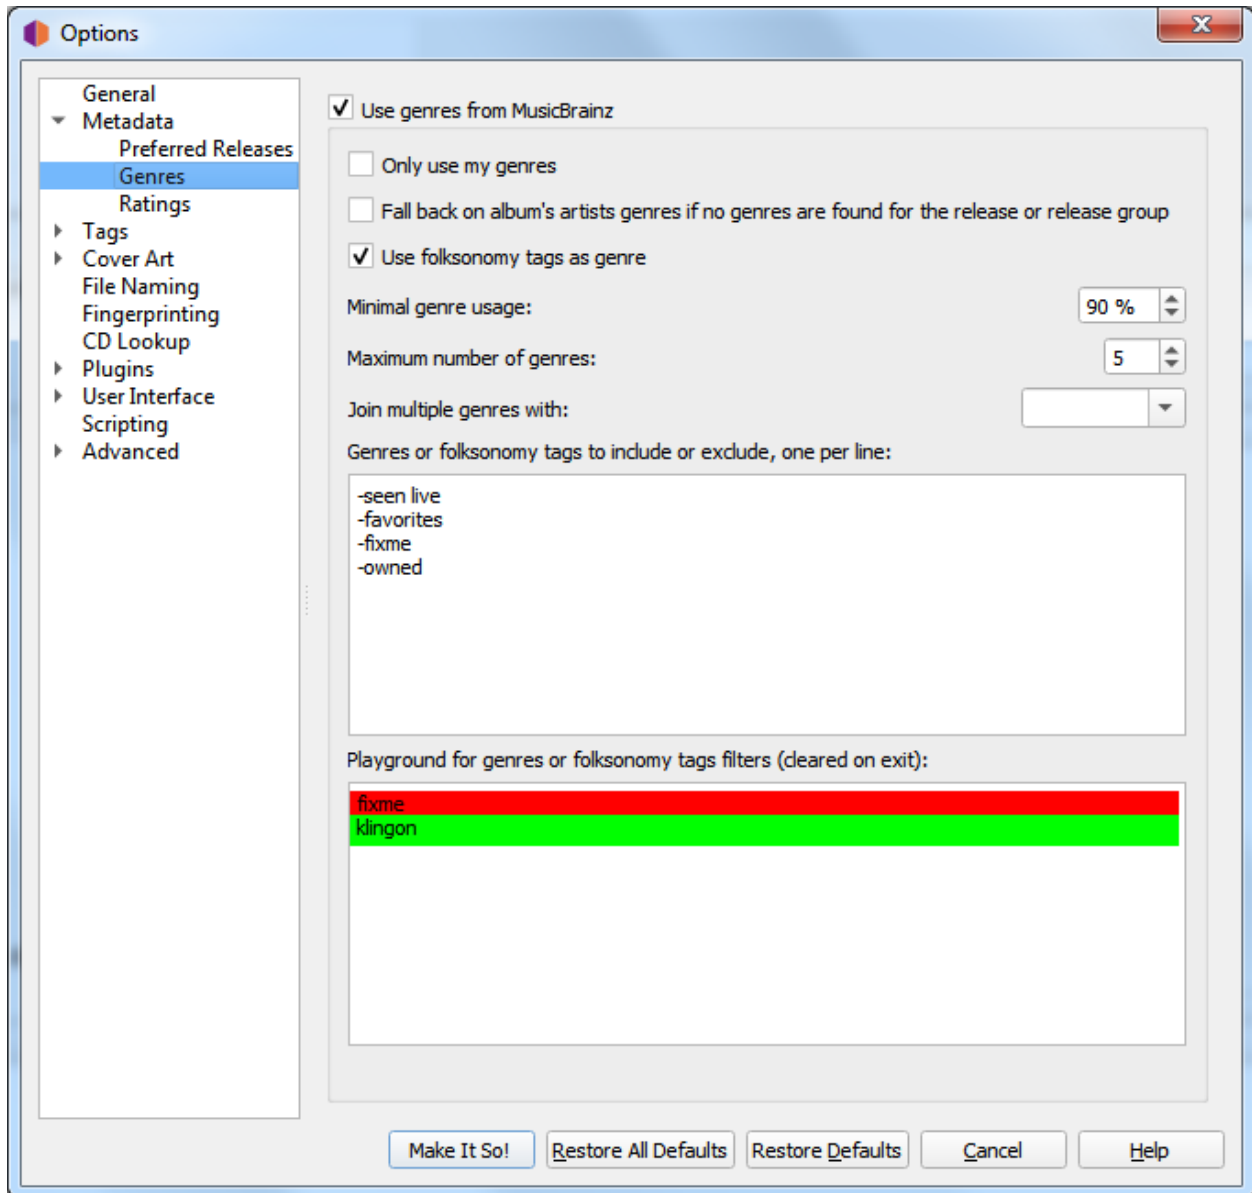 Options
General
Metadata
Preferred Releases
Genres
Ratings
Tags
Cover Art
File Naming
Fingerprinting
CD Lookup
Plugins
User Interface
Scripting
Advanced
Use genres from MusicBrainz
Only use my genres
Fall back on album's artists genres if no genres are found for the release or release group
Use folksonomy tags as genre
Minimal genre usage: 90 %
Maximum number of genres: 5
Join multiple genres with:
Genres or folksonomy tags to include or exclude, one per line:
-seen live
-favorites
-fixme
-owned
Playground for genres or folksonomy tags filters (cleared on exit):
fixme
klingon
Make It So! Restore All Defaults Restore Defaults Cancel Help